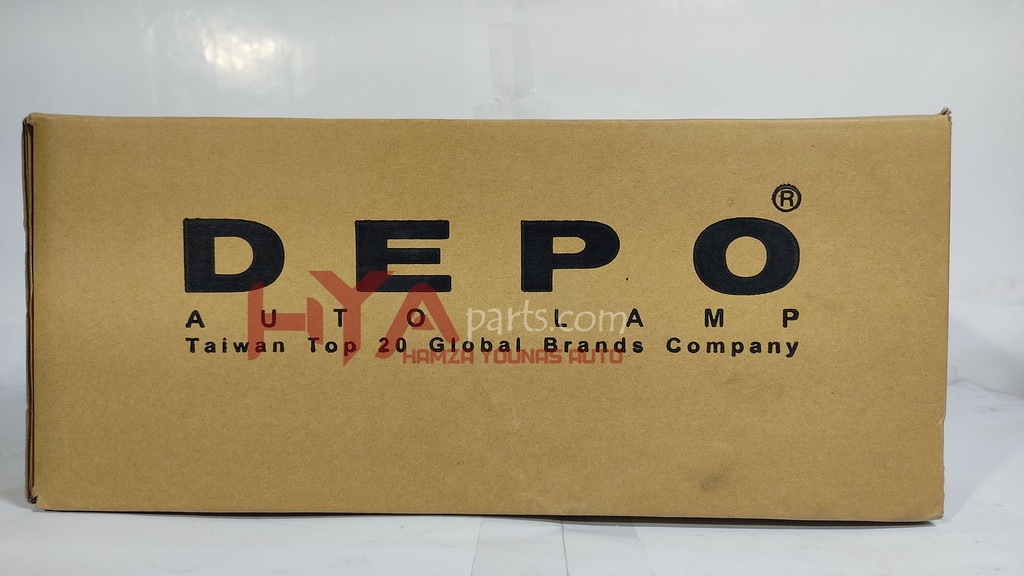 DEPO®
AUTO LAMP
Taiwan Top 20 Global Brands Company
HYAparts.com
HAMZA YOUNAS AUTO